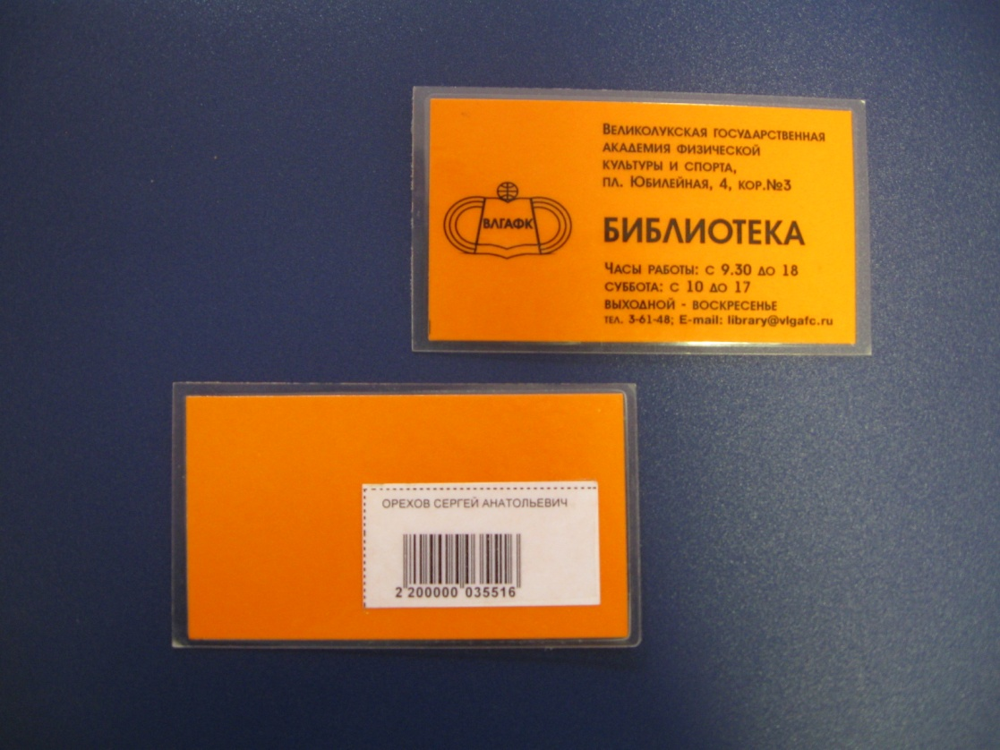 Великолукская государственная
академия физической
культуры и спорта,
пл. Юбилейная, 4, кор.№3
ВЛГАФК
БИБЛИОТЕКА
Часы работы: с 9.30 до 18
суббота: с 10 до 17
выходной - воскресенье
тел. 3-61-48; E-mail: library@vlgafc.ru
ОРЕХОВ СЕРГЕЙ АНАТОЛЬЕВИЧ
2 200000 035516